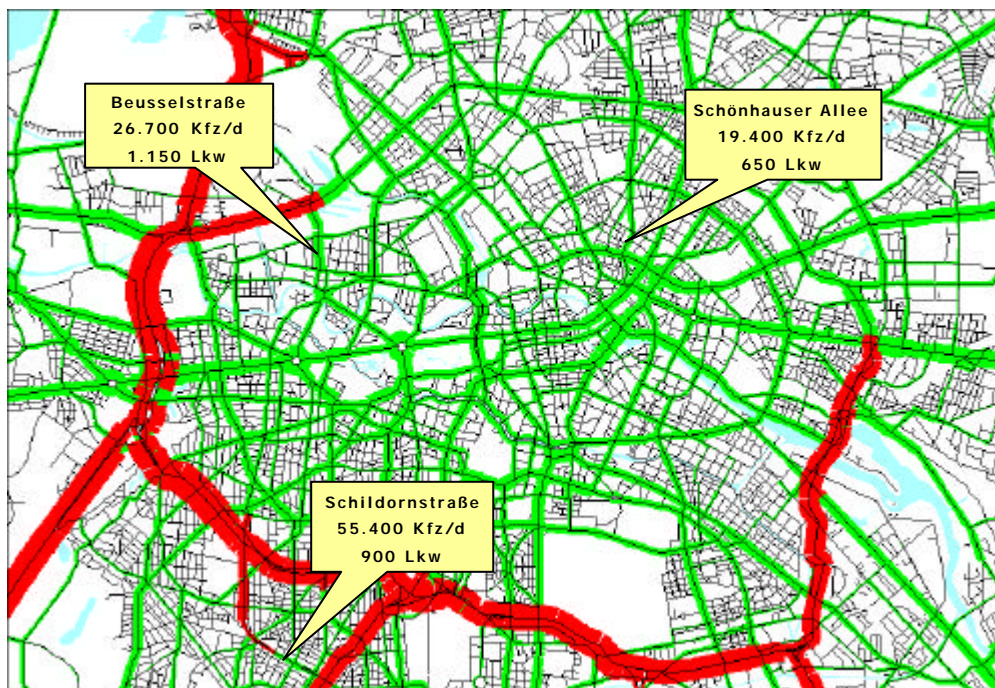 Beusselstraße
26.700 Kfz/d
1.150 Lkw
Schönhauser Allee
19.400 Kfz/d
650 Lkw
Schildornstraße
55.400 Kfz/d
900 Lkw